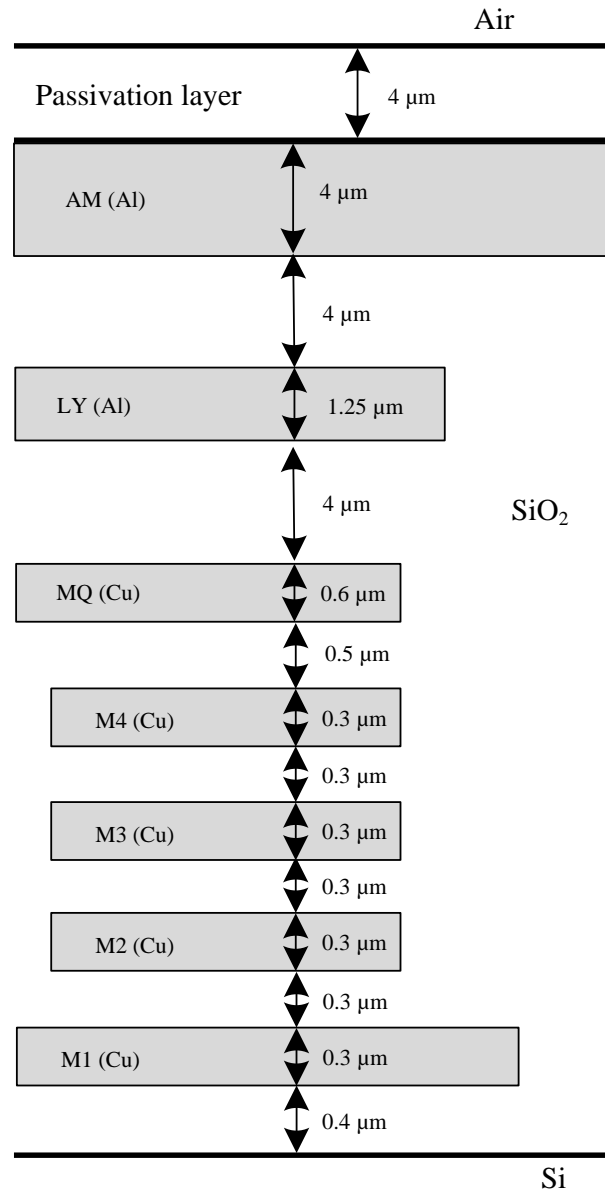 Air
Passivation layer
4 µm
AM (Al)
4 µm
4 µm
LY (Al)
1.25 µm
4 µm
SiO₂
MQ (Cu)
0.6 µm
0.5 µm
M4 (Cu)
0.3 µm
0.3 µm
M3 (Cu)
0.3 µm
0.3 µm
M2 (Cu)
0.3 µm
0.3 µm
M1 (Cu)
0.3 µm
0.4 µm
Si